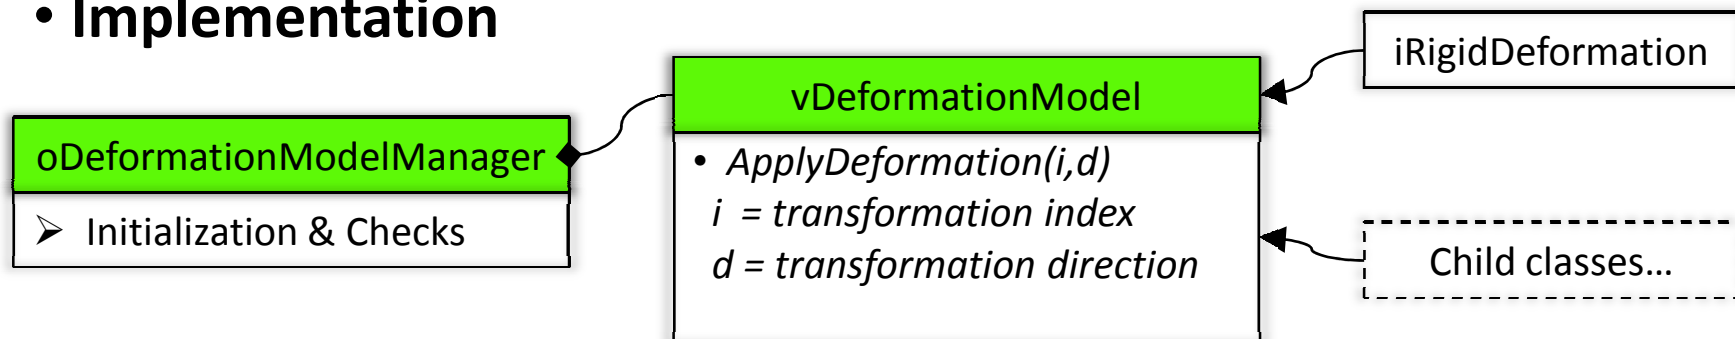 • Implementation
iRigidDeformation
vDeformationModel
oDeformationModelManager
• ApplyDeformation(i,d)
i = transformation index
d = transformation direction
➢ Initialization & Checks
Child classes...